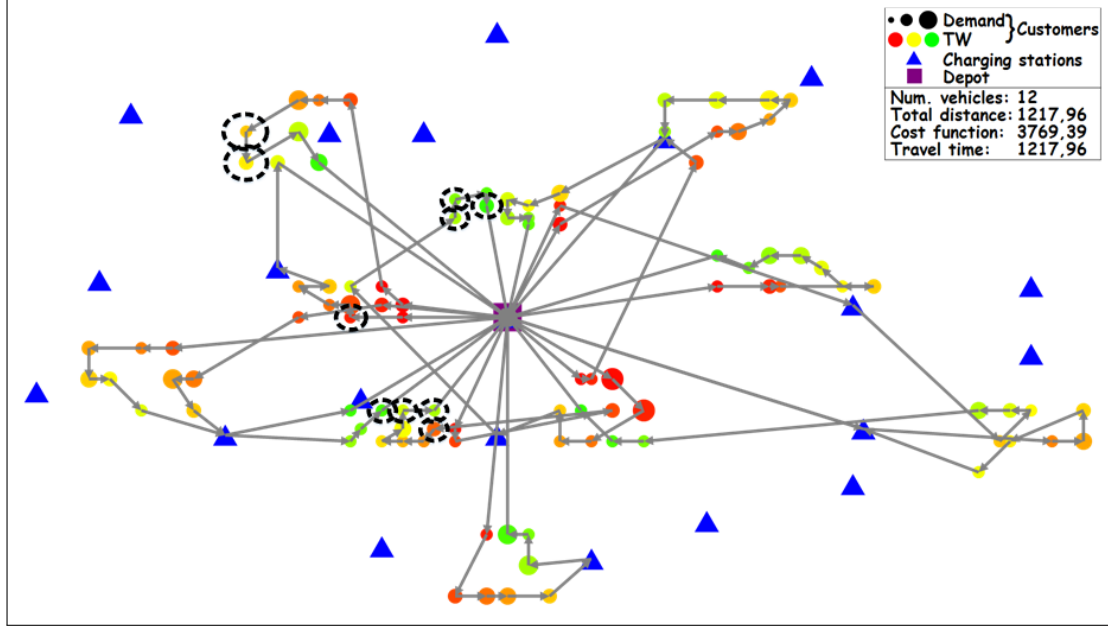 Demand
TW
} Customers
Charging stations
Depot
Num. vehicles: 12
Total distance: 1217,96
Cost function: 3769,39
Travel time: 1217,96